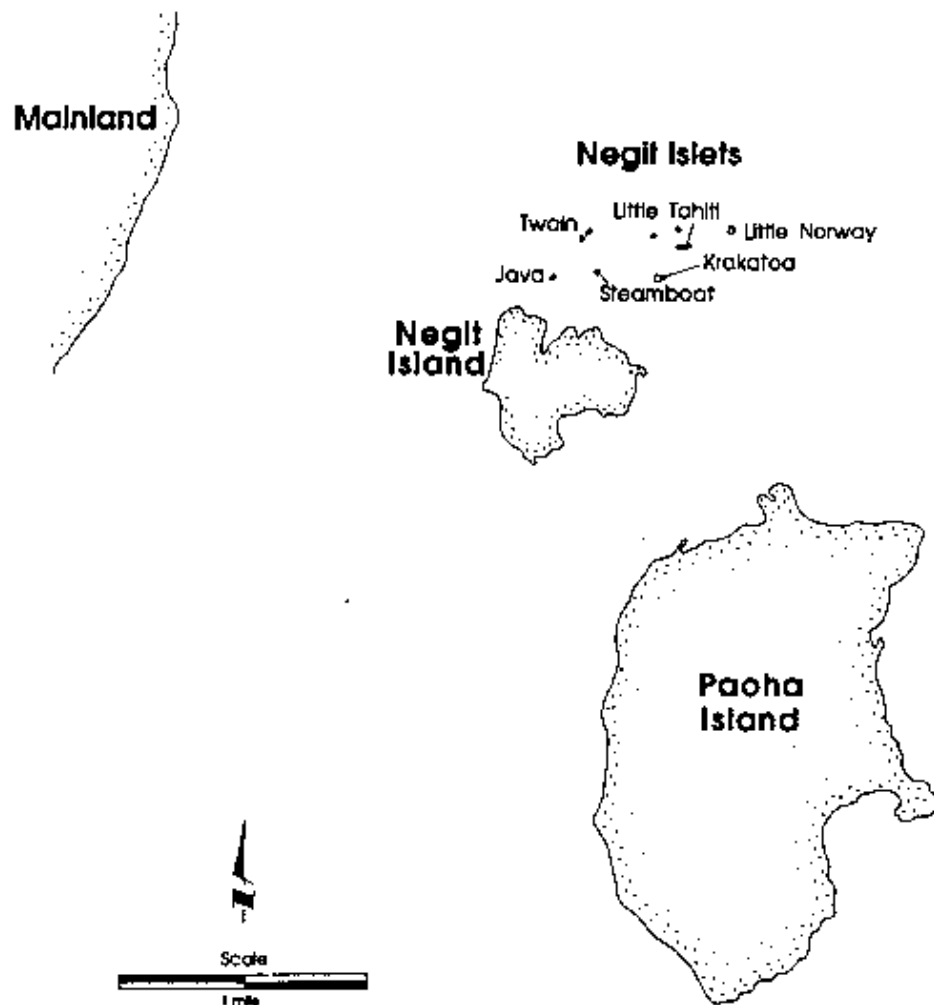 Mainland
Negit Islets
Little Tahiti
Twain
Little Norway
Krakatoa
Java
Steamboat
Negit
Island
Paoha
Island
Scale
1 mile